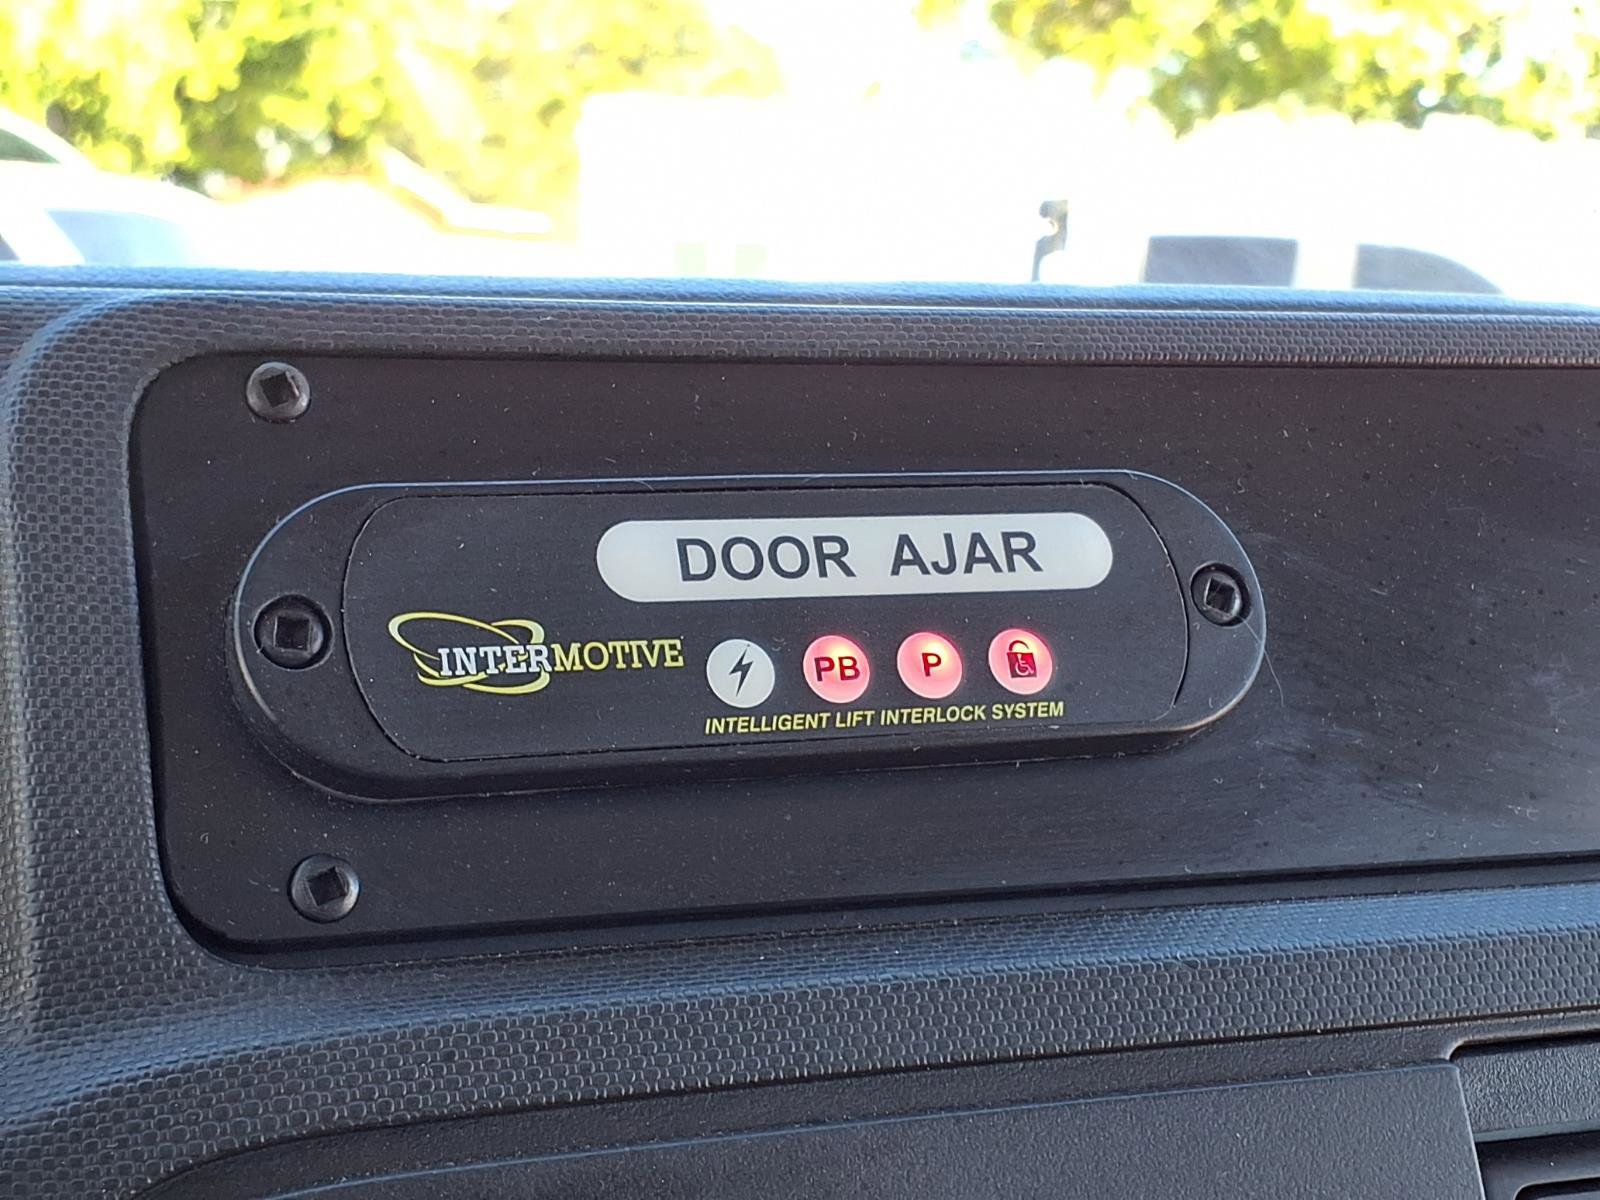 DOOR AJAR
INTERMOTIVE
PB
P
INTELLIGENT LIFT INTERLOCK SYSTEM